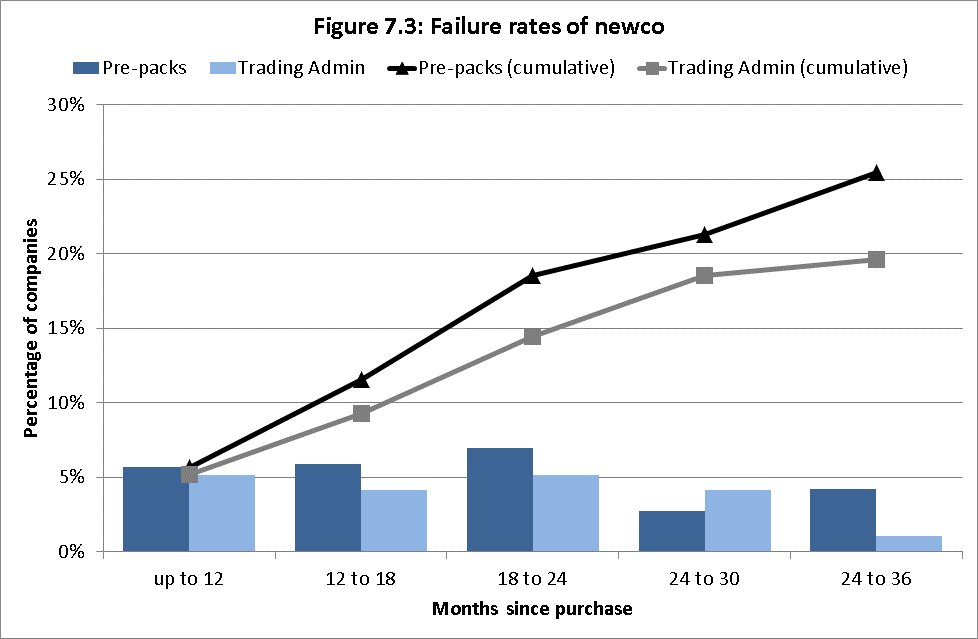 Figure 7.3: Failure rates of newco
Pre-packs Trading Admin Pre-packs (cumulative) Trading Admin (cumulative)
30%
25%
20%
15%
10%
5%
0%
Percentage of companies
up to 12 12 to 18 18 to 24 24 to 30 24 to 36
Months since purchase